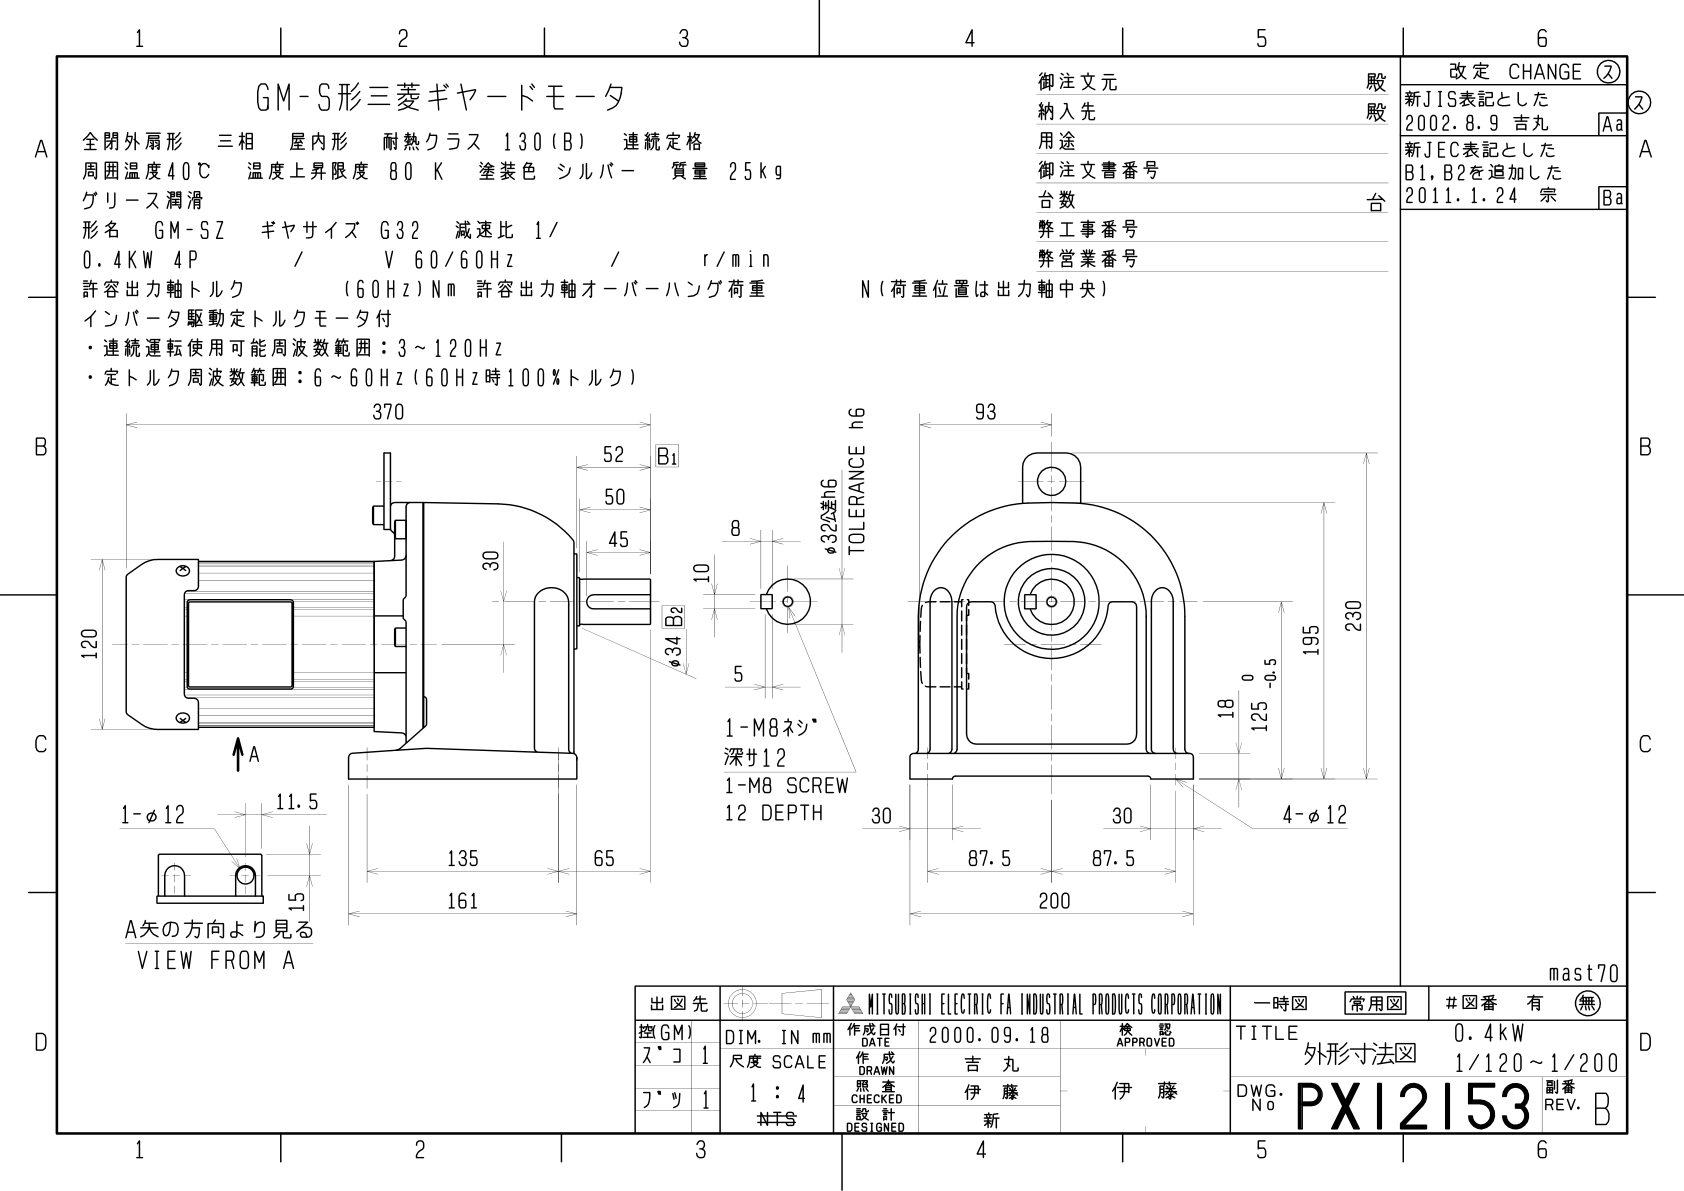 1 2 3 4 5 6
GM-S形三菱ギヤードモータ
全閉外扇形 三相 屋内形 耐熱クラス 130(B) 連続定格
周囲温度40℃ 温度上昇限度 80 K 塗装色 シルバー 質量 25kg
グリース潤滑
形名 GM-SZ ギヤサイズ G32 減速比 1/
0.4KW 4P / V 60/60Hz / r/min
許容出力軸トルク (60Hz)Nm 許容出力軸オーバーハング荷重 N(荷重位置は出力軸中央)
インバータ駆動定トルクモータ付
・連続運転使用可能周波数範囲:3~120Hz
・定トルク周波数範囲:6~60Hz(60Hz時100%トルク)
御注文元 殿
納入先 殿
用途
御注文書番号
台数 台
弊工事番号
弊営業番号
改定 CHANGE ス
ス
新JIS表記とした
2002.8.9 吉丸 Aa
新JEC表記とした
B1,B2を追加した
2011.1.24 宗 Ba
A
A
B
B
C
C
D
D
370
52 B1
50
45
30
120
B2
φ34
A
1-φ12
11.5
15
135
65
161
A矢の方向より見る
VIEW FROM A
8
10
5
φ32公差h6
TOLERANCE h6
1-M8ネジ
深サ12
1-M8 SCREW
12 DEPTH
93
230
195
125 0 -0.5
18
30
30
4-φ12
87.5
87.5
200
mast70
出図先
控(GM)
ズコ 1
ブツ 1
DIM. IN mm
尺度 SCALE
1 : 4
NTS
MITSUBISHI ELECTRIC FA INDUSTRIAL PRODUCTS CORPORATION
作成日付 DATE
2000.09.18
検認 APPROVED
作成 DRAWN
吉丸
照査 CHECKED
伊藤
伊藤
設計 DESIGNED
新
一時図 常用図 #図番 有 無
TITLE
外形寸法図
0.4kW
1/120~1/200
DWG. No
PX12153
副番 REV.
B
1 2 3 4 5 6